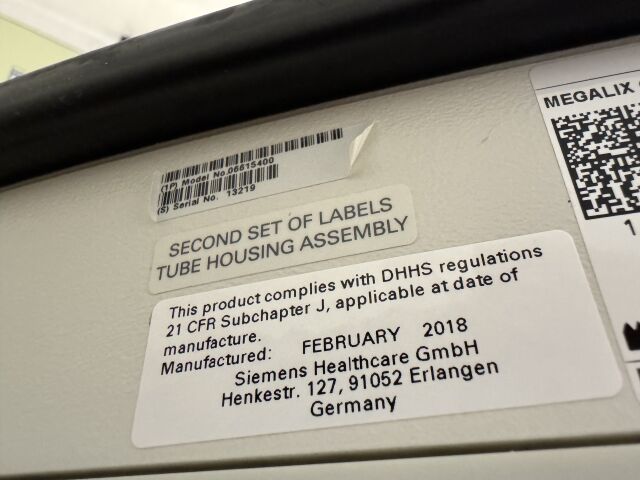 (1P) Model No.06615400
(S) Serial No. 13219
SECOND SET OF LABELS
TUBE HOUSING ASSEMBLY
This product complies with DHHS regulations
21 CFR Subchapter J, applicable at date of
manufacture.
Manufactured: FEBRUARY 2018
Siemens Healthcare GmbH
Henkestr. 127, 91052 Erlangen
Germany
MEGALIX
1